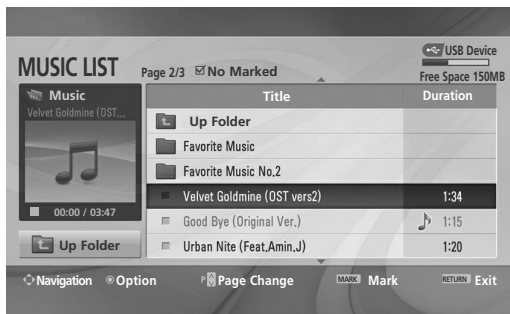 USB Device
MUSIC LIST
Page 2/3
No Marked
Free Space 150MB
Music
Title
Duration
Velvet Goldmine (OST...
Up Folder
Favorite Music
Favorite Music No.2
Velvet Goldmine (OST vers2)
1:34
00:00 / 03:47
Good Bye (Original Ver.)
1:15
Up Folder
Urban Nite (Feat,Amin,J)
1:20
Navigation
Option
P
Page Change
MARK
Mark
RETURN
Exit